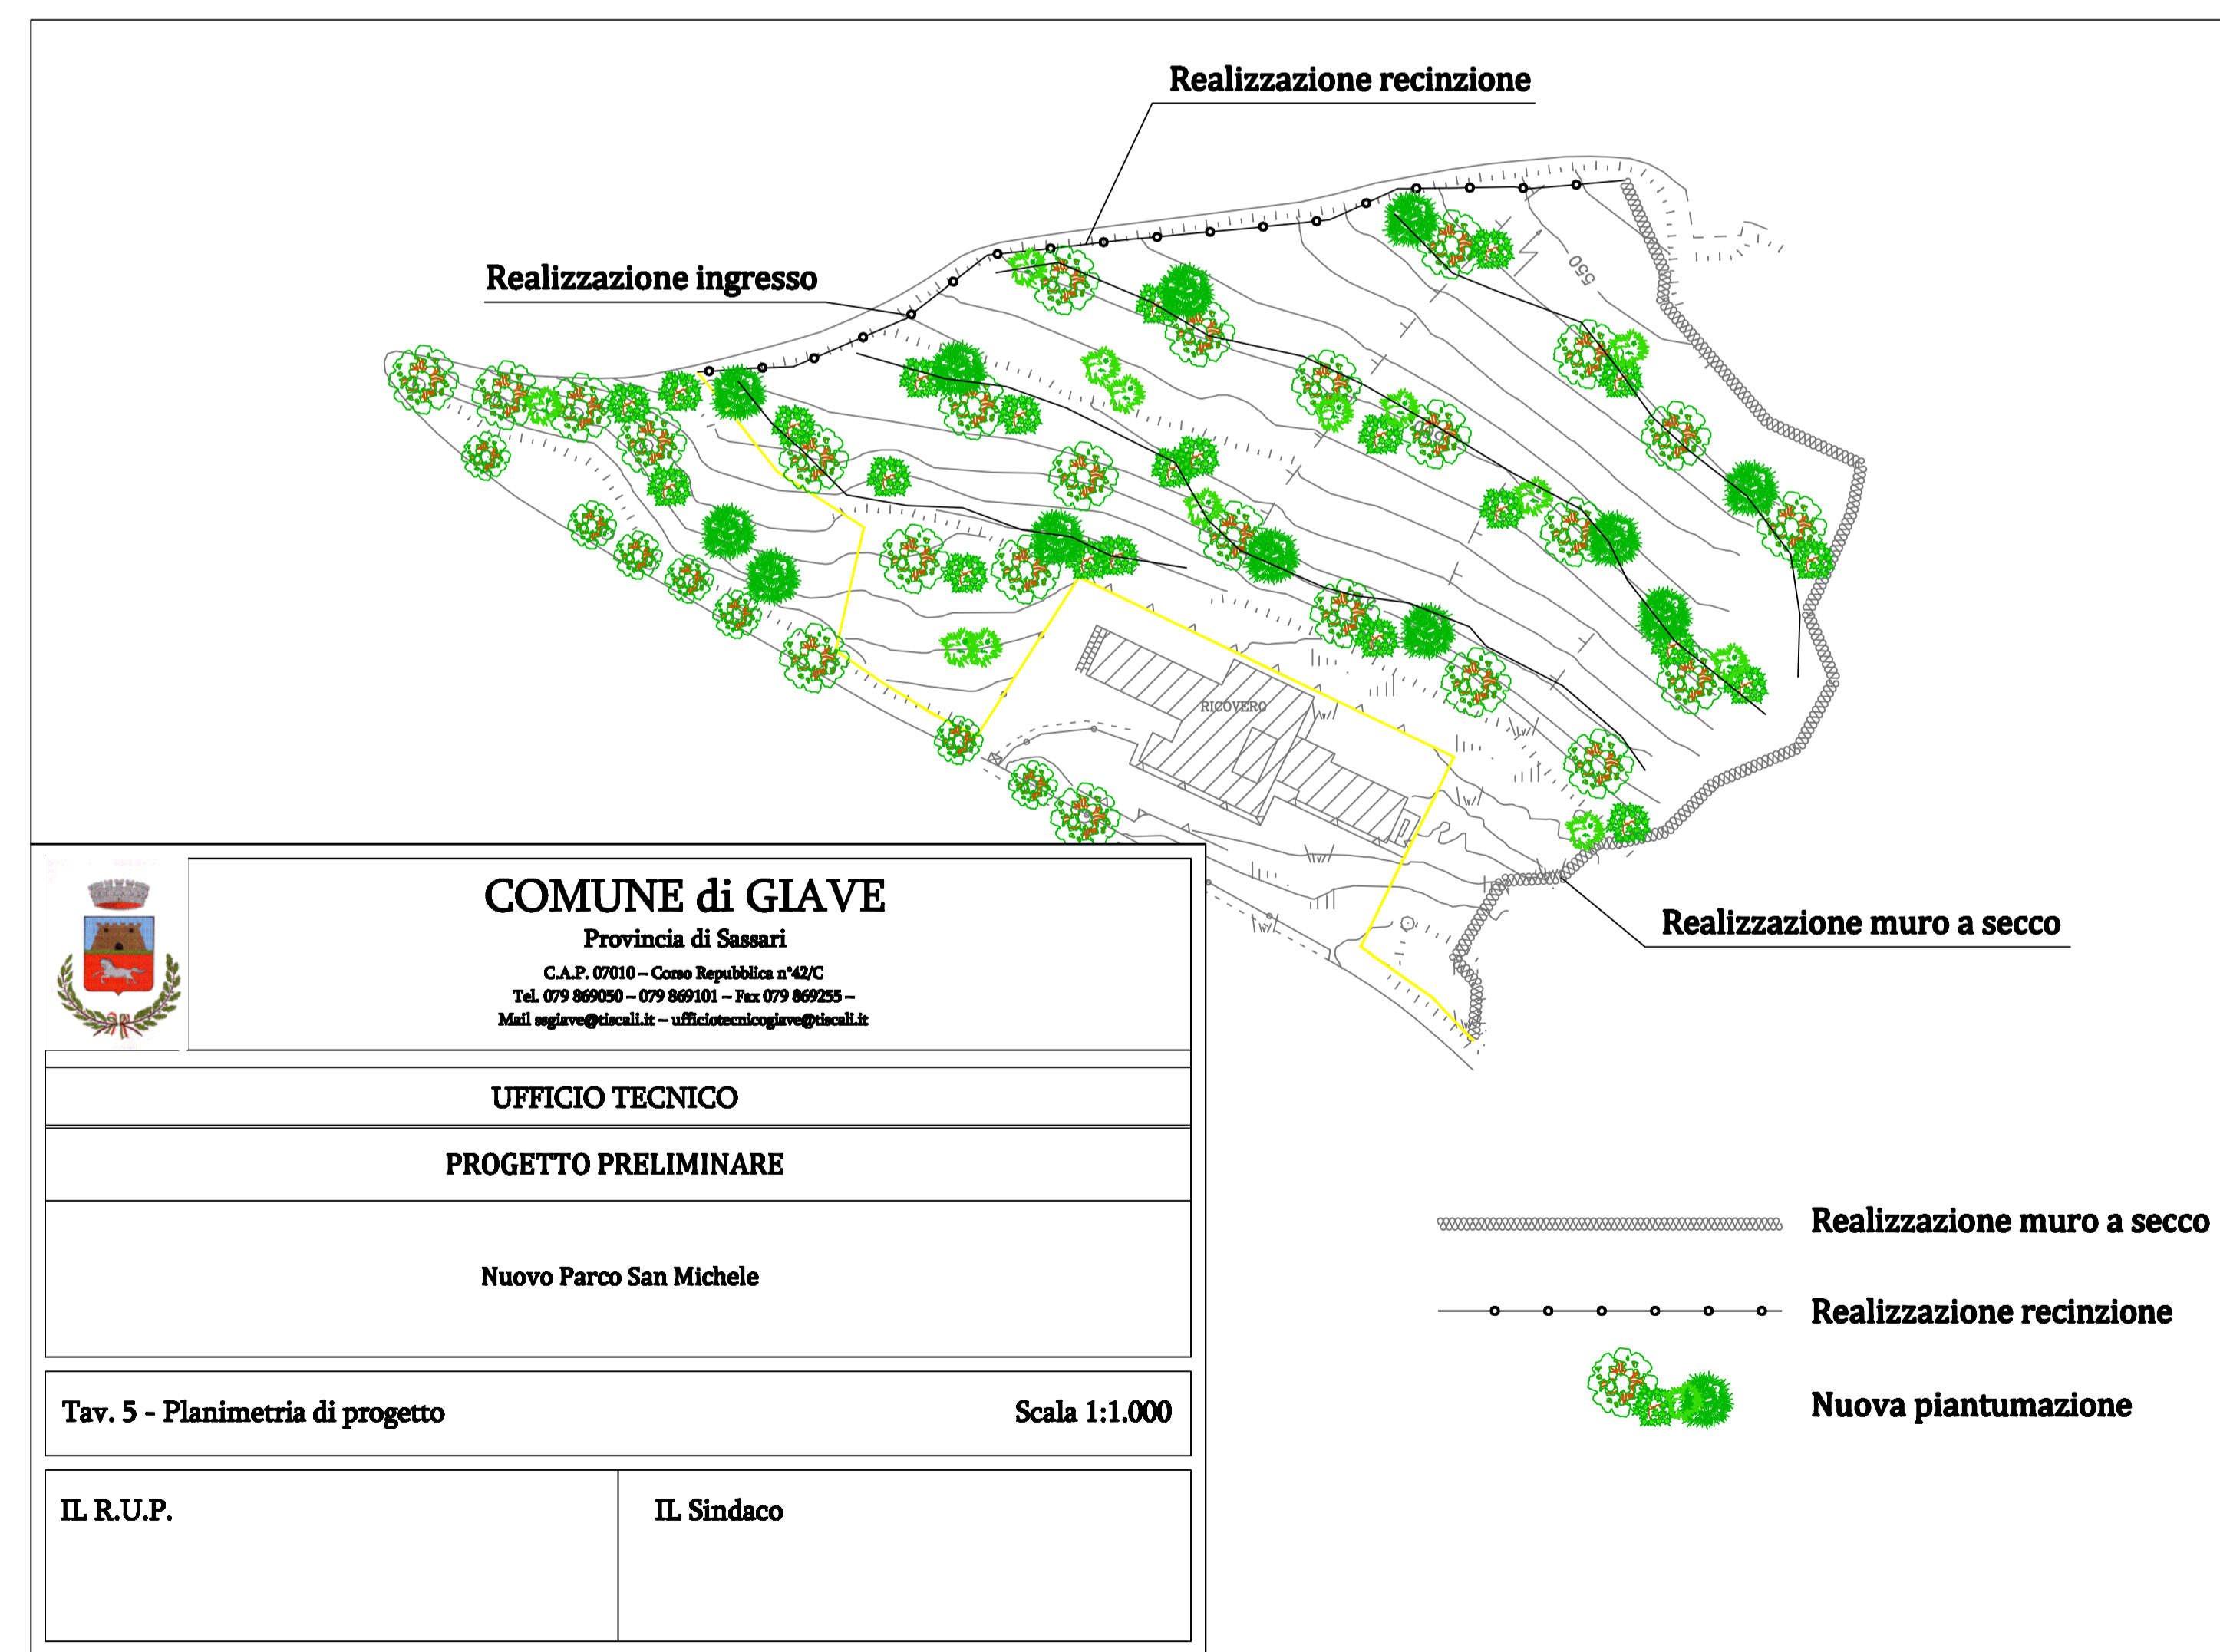 Realizzazione recinzione
Realizzazione ingresso
550
RICOVERO
Realizzazione muro a secco
COMUNE di GIAVE
Provincia di Sassari
C.A.P. 07010 – Corso Repubblica n°42/C
Tel. 079 869050 – 079 869101 – Fax 079 869255 –
Mail ssgiave@tiscali.it – ufficiotecnicogiave@tiscali.it
UFFICIO TECNICO
PROGETTO PRELIMINARE
Nuovo Parco San Michele
Tav. 5 - Planimetria di progetto
Scala 1:1.000
IL R.U.P.
IL Sindaco
Realizzazione muro a secco
Realizzazione recinzione
Nuova piantumazione